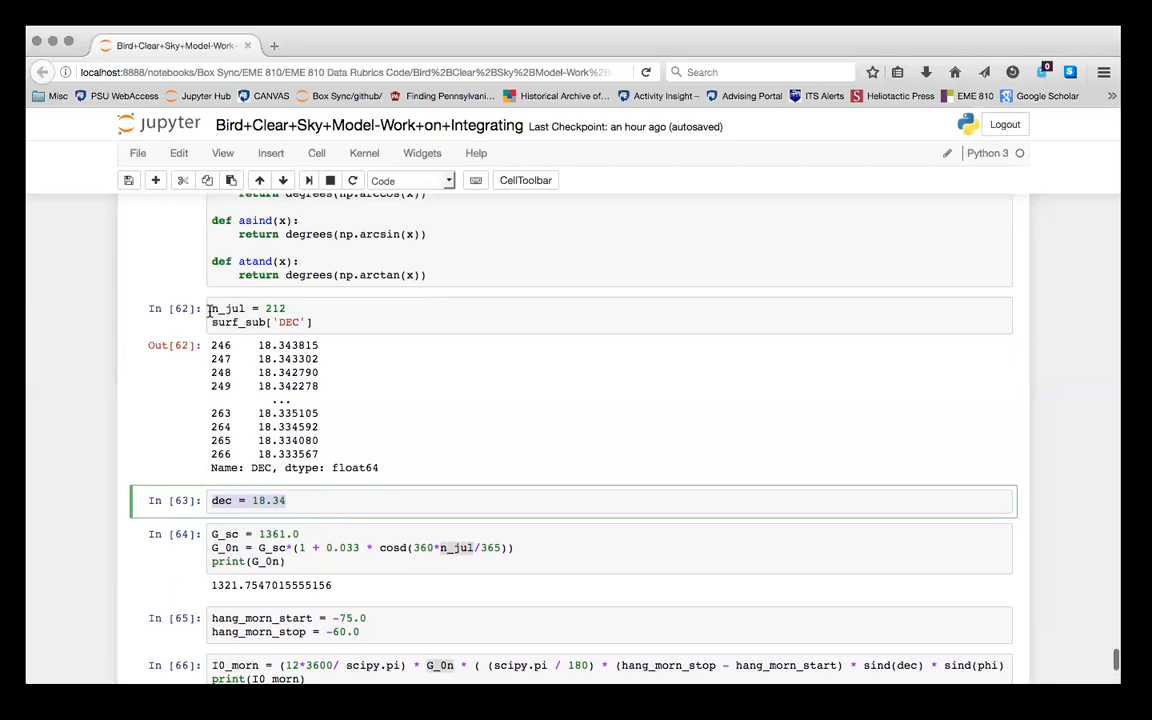 Bird+Clear+Sky+Model-Work-
localhost:8888/notebooks/Box Sync/EME 810/EME 810 Data Rubrics Code/Bird%2BClear%2BSky%2BModel-Work%2B
Search
0
Misc PSU WebAccess Jupyter Hub CANVAS Box Sync/github/ Finding Pennsylvani... Historical Archive of... Activity Insight – Advising Portal ITS Alerts Heliotactic Press EME 810 Google Scholar
jupyter Bird+Clear+Sky+Model-Work+on+Integrating Last Checkpoint: an hour ago (autosaved) Logout
File Edit View Insert Cell Kernel Widgets Help Python 3
Code CellToolbar
return degrees(np.arccos(x))
def asind(x):
return degrees(np.arcsin(x))
def atand(x):
return degrees(np.arctan(x))
In [62]: n_jul = 212
surf_sub['DEC']
Out[62]: 246 18.343815
247 18.343302
248 18.342790
249 18.342278
...
263 18.335105
264 18.334592
265 18.334080
266 18.333567
Name: DEC, dtype: float64
In [63]: dec = 18.34
In [64]: G_sc = 1361.0
G_0n = G_sc*(1 + 0.033 * cosd(360*n_jul/365))
print(G_0n)
1321.7547015555156
In [65]: hang_morn_start = -75.0
hang_morn_stop = -60.0
In [66]: I0_morn = (12*3600/ scipy.pi) * G_0n * ( (scipy.pi / 180) * (hang_morn_stop - hang_morn_start) * sind(dec) * sind(phi)
print(I0_morn)